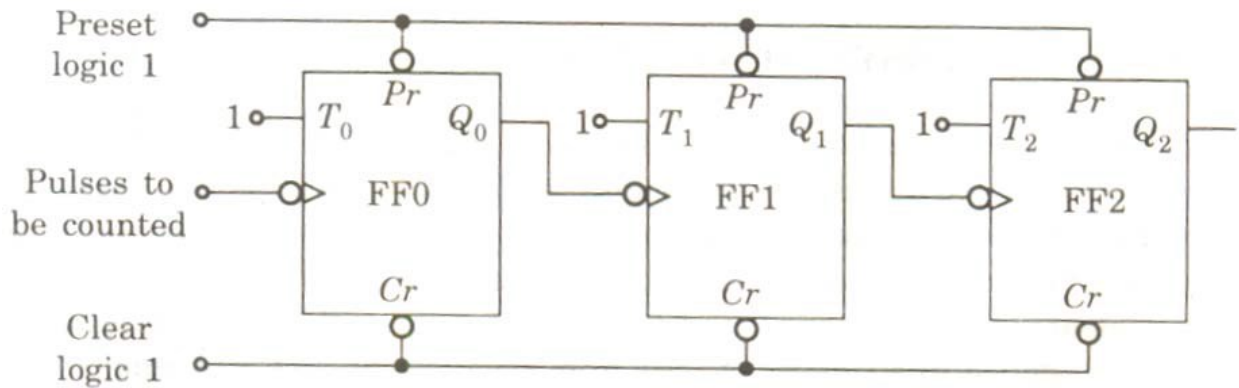 Preset
logic 1
Pr
Pr
Pr
1
T₀
Q₀
1
T₁
Q₁
1
T₂
Q₂
Pulses to
be counted
FF0
FF1
FF2
Cr
Cr
Cr
Clear
logic 1